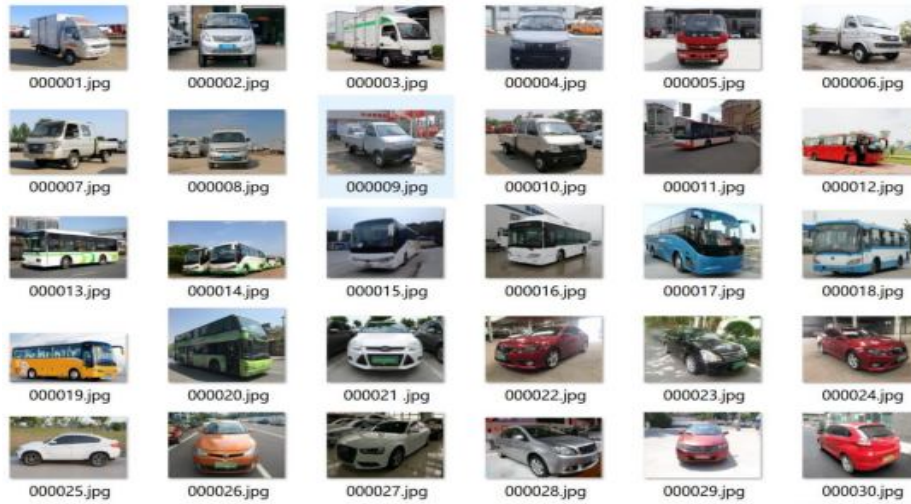 000001.jpg 000002.jpg 000003.jpg 000004.jpg 000005.jpg 000006.jpg
000007.jpg 000008.jpg 000009.jpg 000010.jpg 000011.jpg 000012.jpg
000013.jpg 000014.jpg 000015.jpg 000016.jpg 000017.jpg 000018.jpg
000019.jpg 000020.jpg 000021 .jpg 000022.jpg 000023.jpg 000024.jpg
000025.jpg 000026.jpg 000027.jpg 000028.jpg 000029.jpg 000030.jpg